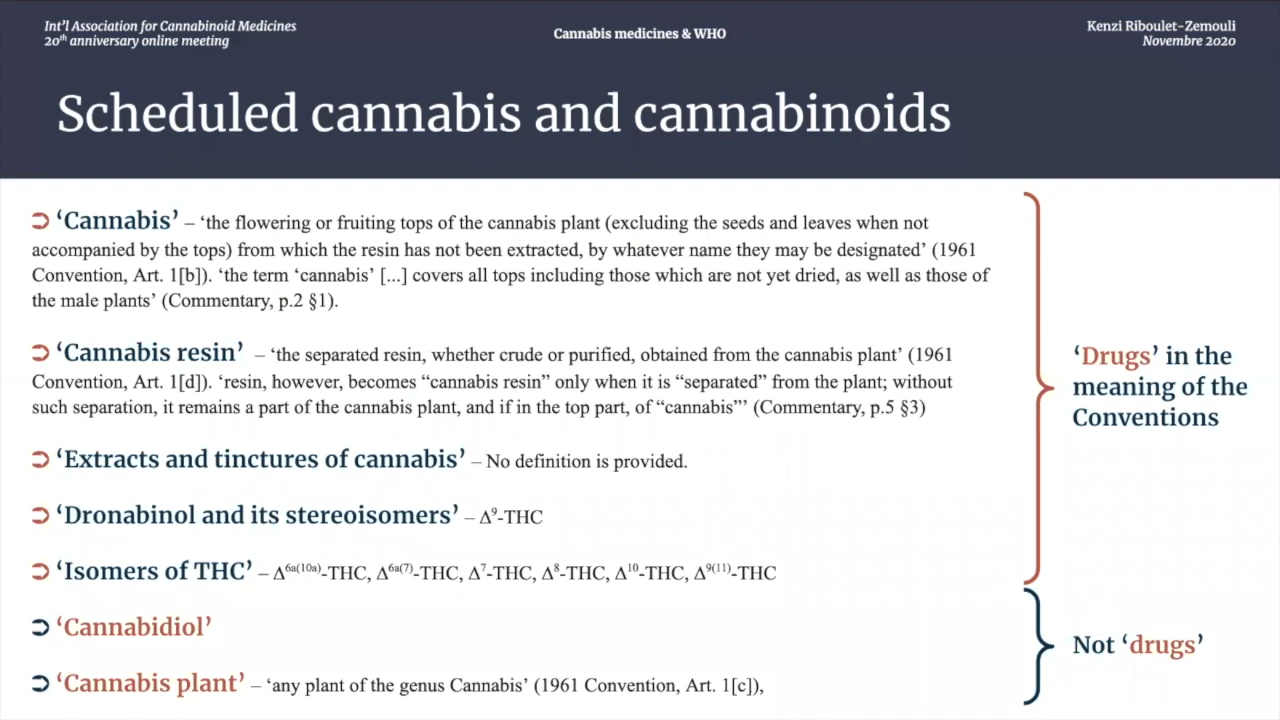 Int'l Association for Cannabinoid Medicines
20th anniversary online meeting
Cannabis medicines & WHO
Kenzi Riboulet-Zemouli
Novembre 2020
Scheduled cannabis and cannabinoids
➲ ‘Cannabis’ – ‘the flowering or fruiting tops of the cannabis plant (excluding the seeds and leaves when not
accompanied by the tops) from which the resin has not been extracted, by whatever name they may be designated’ (1961
Convention, Art. 1[b]). ‘the term ‘cannabis’ [...] covers all tops including those which are not yet dried, as well as those of
the male plants’ (Commentary, p.2 §1).
➲ ‘Cannabis resin’ – ‘the separated resin, whether crude or purified, obtained from the cannabis plant’ (1961
Convention, Art. 1[d]). ‘resin, however, becomes “cannabis resin” only when it is “separated” from the plant; without
such separation, it remains a part of the cannabis plant, and if in the top part, of “cannabis”’ (Commentary, p.5 §3)
➲ ‘Extracts and tinctures of cannabis’ – No definition is provided.
➲ ‘Dronabinol and its stereoisomers’ – Δ⁹-THC
➲ ‘Isomers of THC’ – Δ6a(10a)-THC, Δ6a(7)-THC, Δ7-THC, Δ8-THC, Δ10-THC, Δ9(11)-THC
‘Drugs’ in the
meaning of the
Conventions
➲ ‘Cannabidiol’
➲ ‘Cannabis plant’ – ‘any plant of the genus Cannabis’ (1961 Convention, Art. 1[c]),
Not ‘drugs’